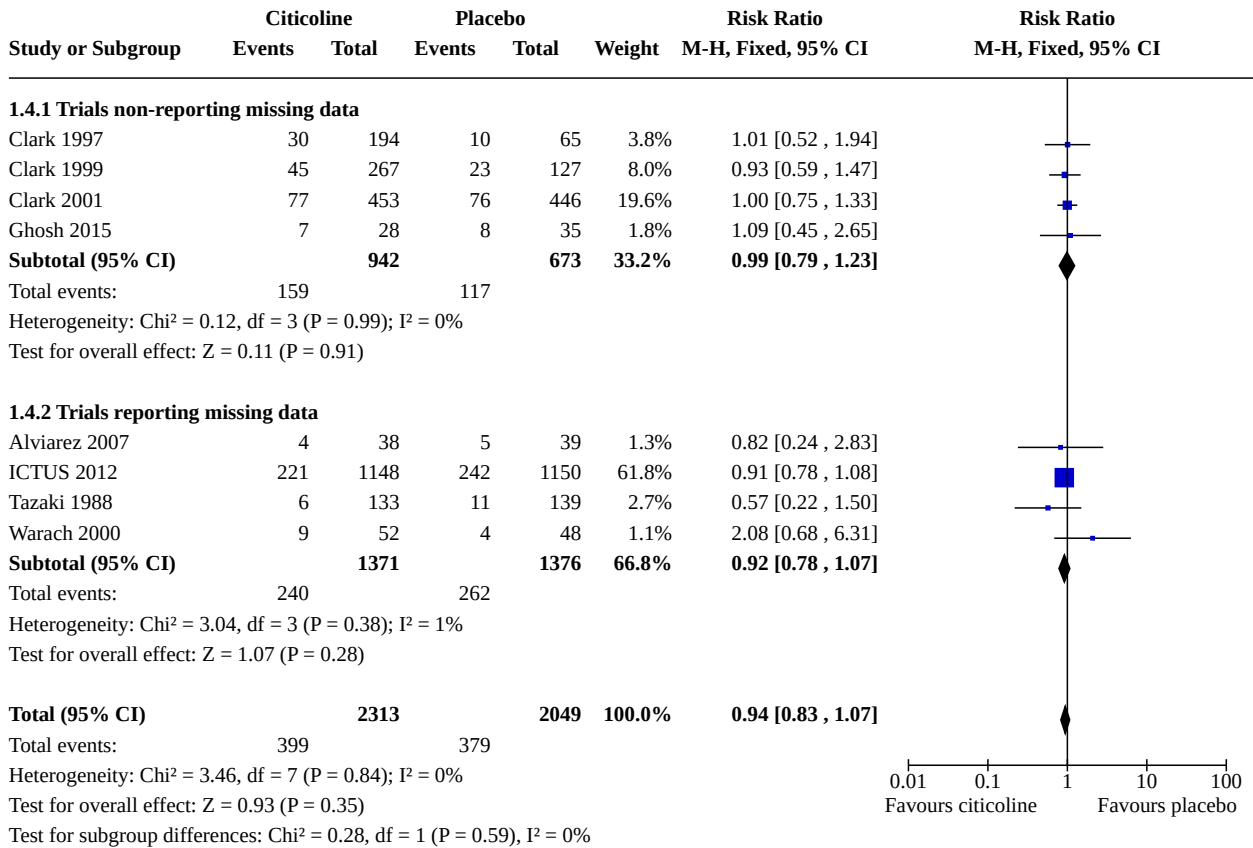 Citicoline Placebo Risk Ratio Risk Ratio
Study or Subgroup Events Total Events Total Weight M-H, Fixed, 95% CI M-H, Fixed, 95% CI
1.4.1 Trials non-reporting missing data
Clark 1997 30 194 10 65 3.8% 1.01 [0.52 , 1.94]
Clark 1999 45 267 23 127 8.0% 0.93 [0.59 , 1.47]
Clark 2001 77 453 76 446 19.6% 1.00 [0.75 , 1.33]
Ghosh 2015 7 28 8 35 1.8% 1.09 [0.45 , 2.65]
Subtotal (95% CI) 942 673 33.2% 0.99 [0.79 , 1.23]
Total events: 159 117
Heterogeneity: Chi² = 0.12, df = 3 (P = 0.99); I² = 0%
Test for overall effect: Z = 0.11 (P = 0.91)
1.4.2 Trials reporting missing data
Alviarez 2007 4 38 5 39 1.3% 0.82 [0.24 , 2.83]
ICTUS 2012 221 1148 242 1150 61.8% 0.91 [0.78 , 1.08]
Tazaki 1988 6 133 11 139 2.7% 0.57 [0.22 , 1.50]
Warach 2000 9 52 4 48 1.1% 2.08 [0.68 , 6.31]
Subtotal (95% CI) 1371 1376 66.8% 0.92 [0.78 , 1.07]
Total events: 240 262
Heterogeneity: Chi² = 3.04, df = 3 (P = 0.38); I² = 1%
Test for overall effect: Z = 1.07 (P = 0.28)
Total (95% CI) 2313 2049 100.0% 0.94 [0.83 , 1.07]
Total events: 399 379
Heterogeneity: Chi² = 3.46, df = 7 (P = 0.84); I² = 0%
Test for overall effect: Z = 0.93 (P = 0.35)
Test for subgroup differences: Chi² = 0.28, df = 1 (P = 0.59), I² = 0%
0.01 0.1 1 10 100
Favours citicoline Favours placebo